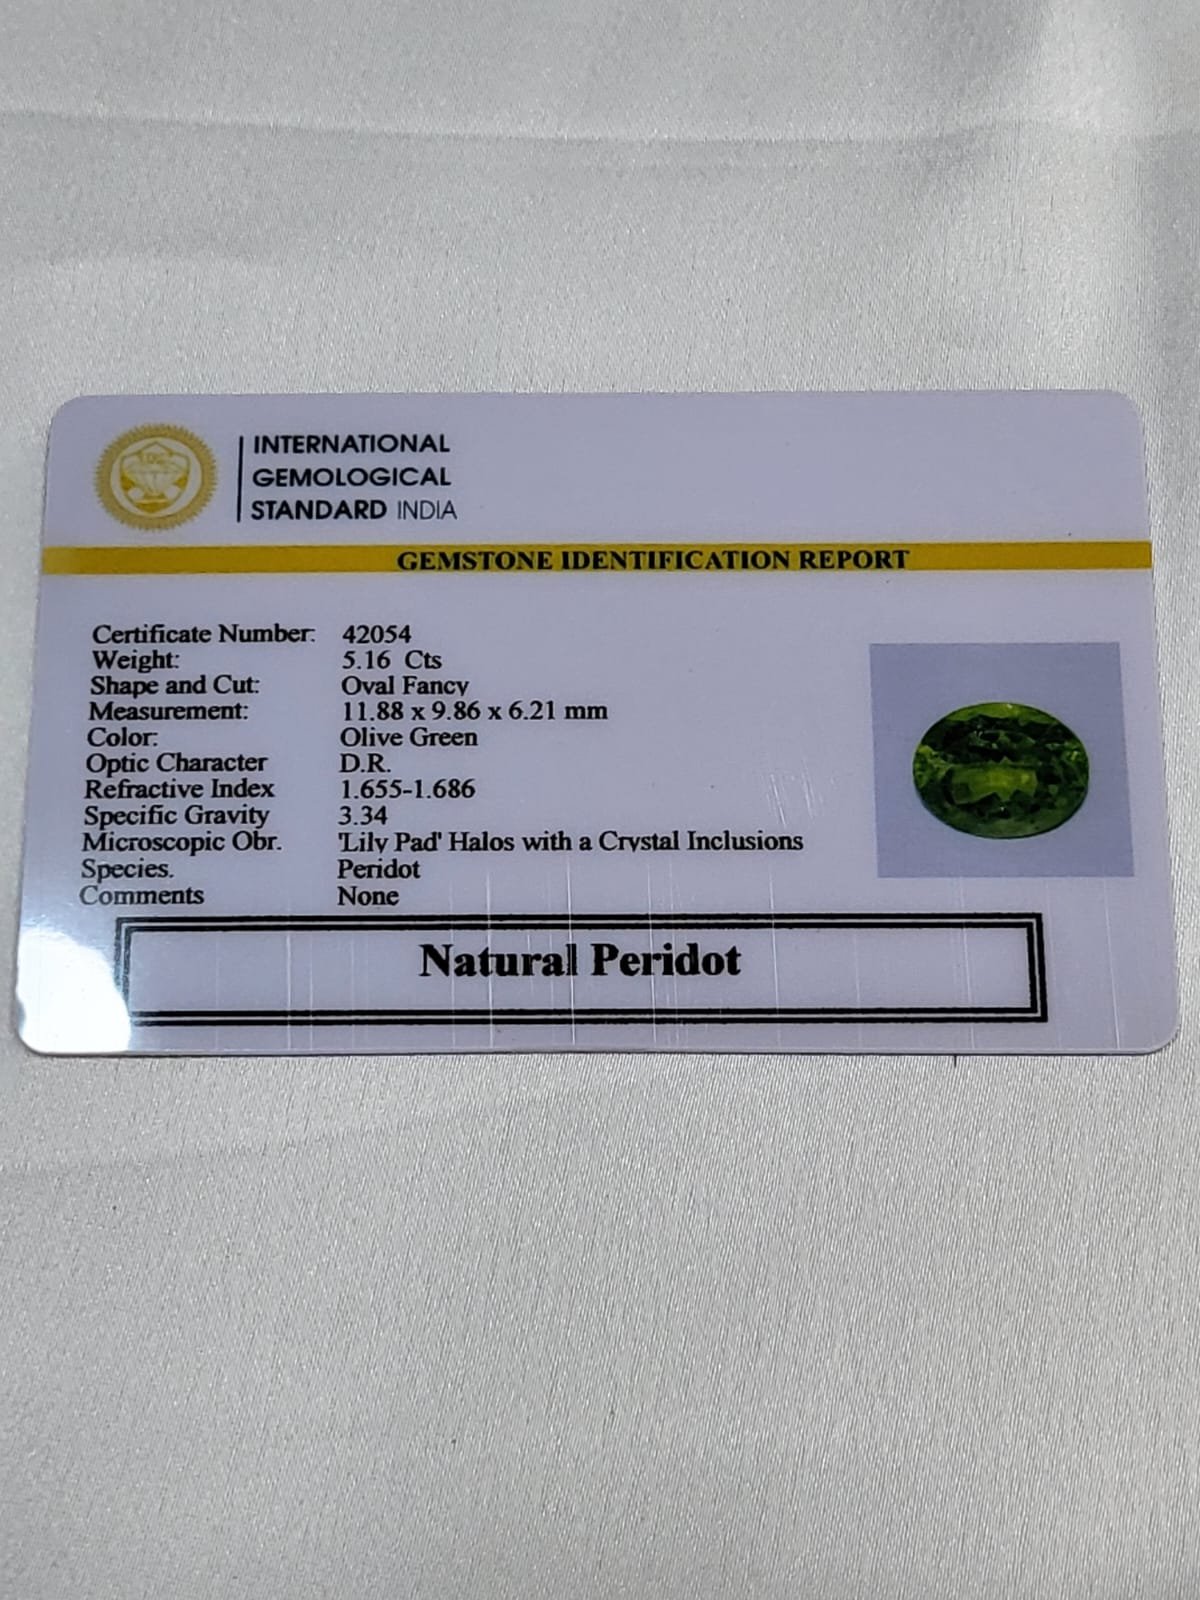 INTERNATIONAL
GEMOLOGICAL
STANDARD INDIA
GEMSTONE IDENTIFICATION REPORT
Certificate Number: 42054
Weight: 5.16 Cts
Shape and Cut: Oval Fancy
Measurement: 11.88 x 9.86 x 6.21 mm
Color: Olive Green
Optic Character D.R.
Refractive Index 1.655-1.686
Specific Gravity 3.34
Microscopic Obr. 'Lily Pad' Halos with a Crystal Inclusions
Species. Peridot
Comments None
Natural Peridot